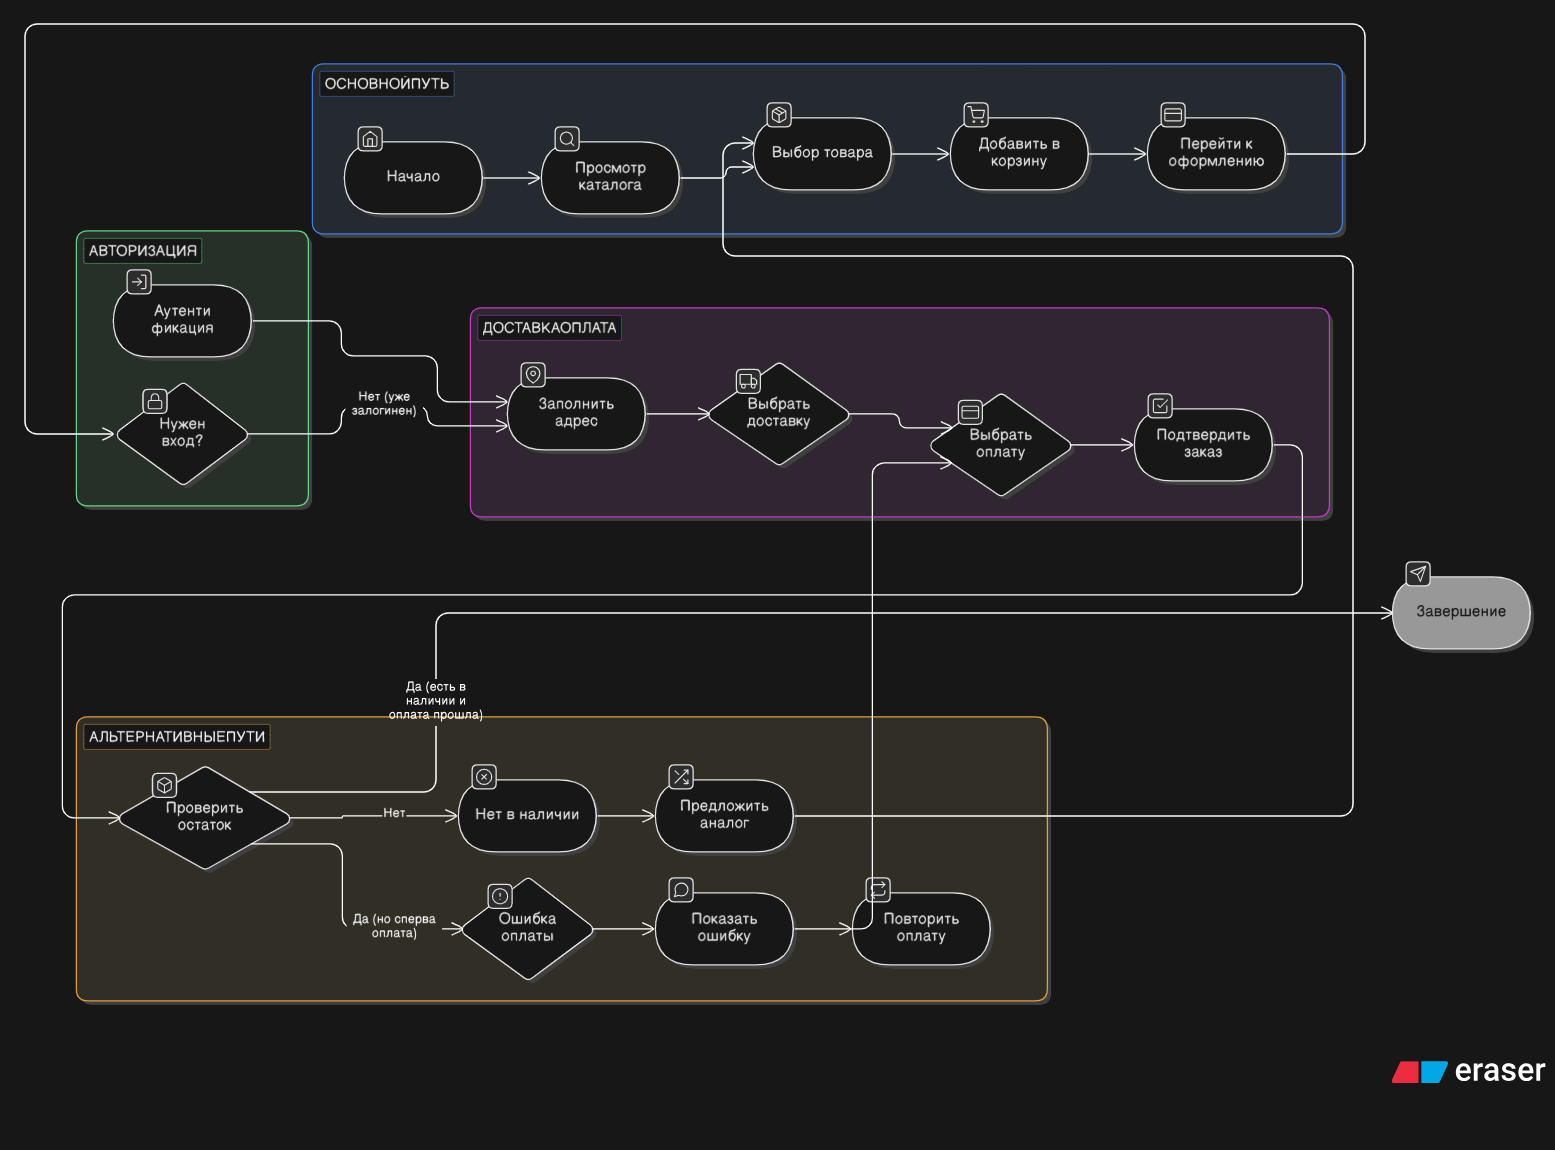 ОСНОВНОЙПУТЬ
Начало
Просмотр
каталога
Выбор товара
Добавить в
корзину
Перейти к
оформлению
АВТОРИЗАЦИЯ
Аутенти
фикация
Нужен
вход?
Нет (уже
залогинен)
ДОСТАВКАОПЛАТА
Заполнить
адрес
Выбрать
доставку
Выбрать
оплату
Подтвердить
заказ
Завершение
Да (есть в
наличии и
оплата прошла)
АЛЬТЕРНАТИВНЫЕПУТИ
Проверить
остаток
Нет
Нет в наличии
Предложить
аналог
Да (но сперва
оплата)
Ошибка
оплаты
Показать
ошибку
Повторить
оплату
eraser